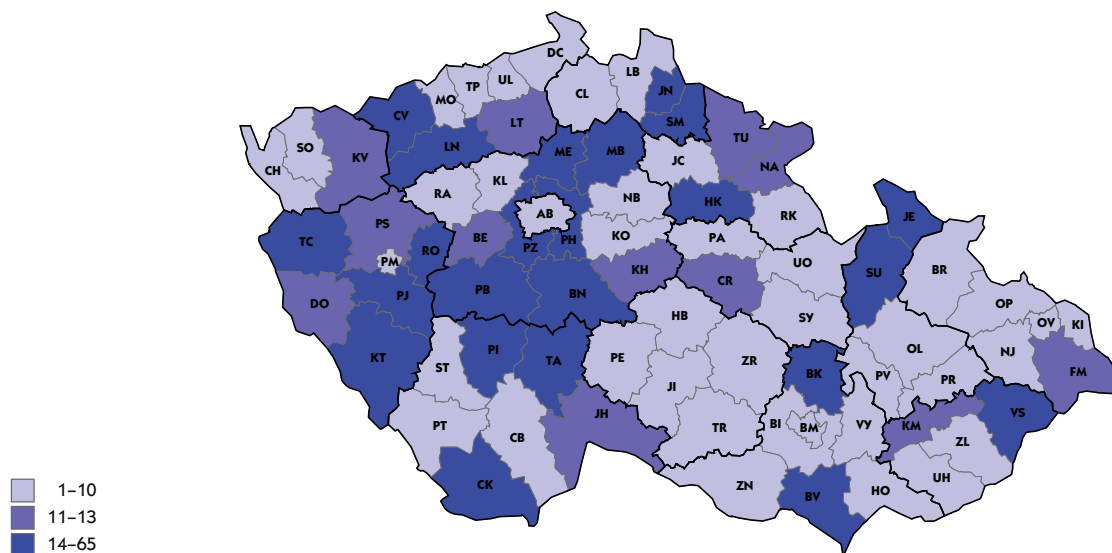 DC
LB
UL
TP
MO
CL
JN
CV
SM
LT
TU
LN
ME
MB
SO
KV
JC
NA
CH
KL
RA
NB
HK
AB
RK
JE
PS
BE
PZ
PH
KO
PA
TC
RO
PM
UO
SU
BR
KH
CR
PJ
PB
BN
DO
OP
HB
SY
OV
KI
KT
ST
PI
TA
PE
ZR
OL
NJ
BK
PV
PR
FM
JI
JH
VS
PT
CB
TR
BI
BM
VY
KM
ZL
CK
ZN
BV
HO
UH
1–10
11–13
14–65